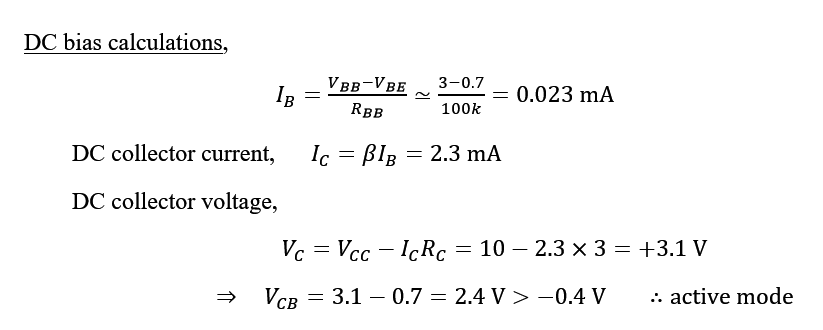 DC bias calculations,
I_B = (V_BB−V_BE)/R_BB ≃ (3−0.7)/100k = 0.023 mA
DC collector current, I_C = βI_B = 2.3 mA
DC collector voltage,
V_C = V_CC − I_C R_C = 10 − 2.3 × 3 = +3.1 V
⇒ V_CB = 3.1 − 0.7 = 2.4 V > −0.4 V ∴ active mode